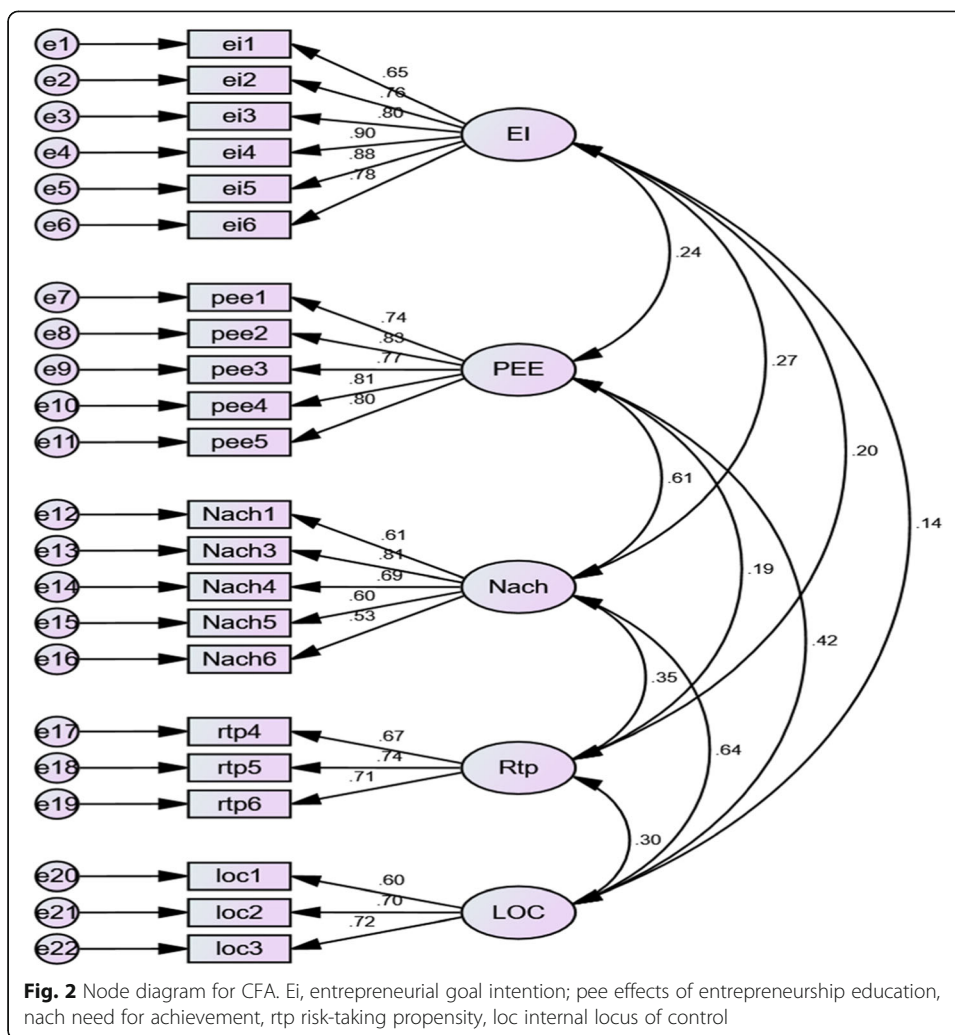 e1 ei1
.65
e2 ei2
.76
e3 ei3
.80
EI
e4 ei4
.90
e5 ei5
.88
e6 ei6
.78
.24
e7 pee1
.74
e8 pee2
.83
e9 pee3
.77
PEE
.27
e10 pee4
.81
e11 pee5
.80
.20
.61
e12 Nach1
.61
.14
e13 Nach3
.81
e14 Nach4
.69
Nach
.19
e15 Nach5
.60
e16 Nach6
.53
.42
.35
e17 rtp4
.67
.64
e18 rtp5
.74
Rtp
e19 rtp6
.71
.30
e20 loc1
.60
e21 loc2
.70
LOC
e22 loc3
.72
Fig. 2 Node diagram for CFA. Ei, entrepreneurial goal intention; pee effects of entrepreneurship education,
nach need for achievement, rtp risk-taking propensity, loc internal locus of control